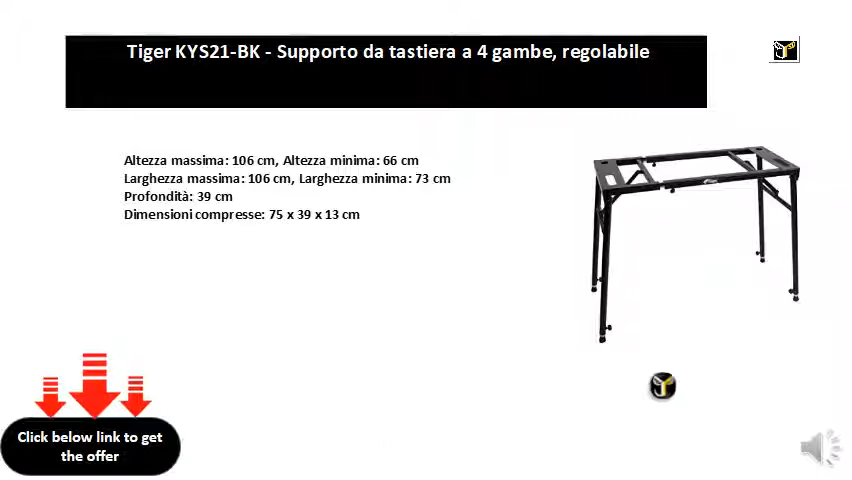 Tiger KYS21-BK - Supporto da tastiera a 4 gambe, regolabile
Altezza massima: 106 cm, Altezza minima: 66 cm
Larghezza massima: 106 cm, Larghezza minima: 73 cm
Profondità: 39 cm
Dimensioni compresse: 75 x 39 x 13 cm
Click below link to get
the offer